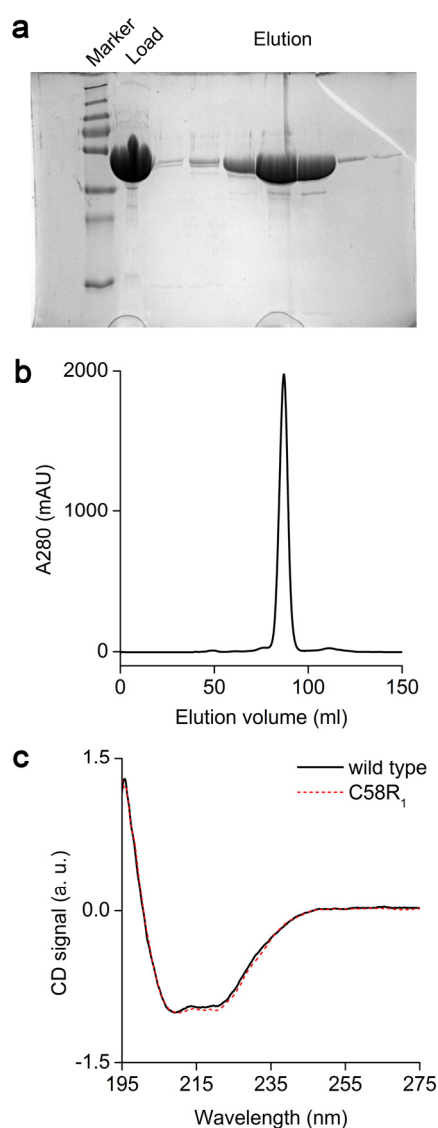 a
Marker
Load
Elution
b
2000
1000
0
A280 (mAU)
0 50 100 150
Elution volume (ml)
c
wild type
C58R1
1.5
0.0
-1.5
CD signal (a. u.)
195 215 235 255 275
Wavelength (nm)